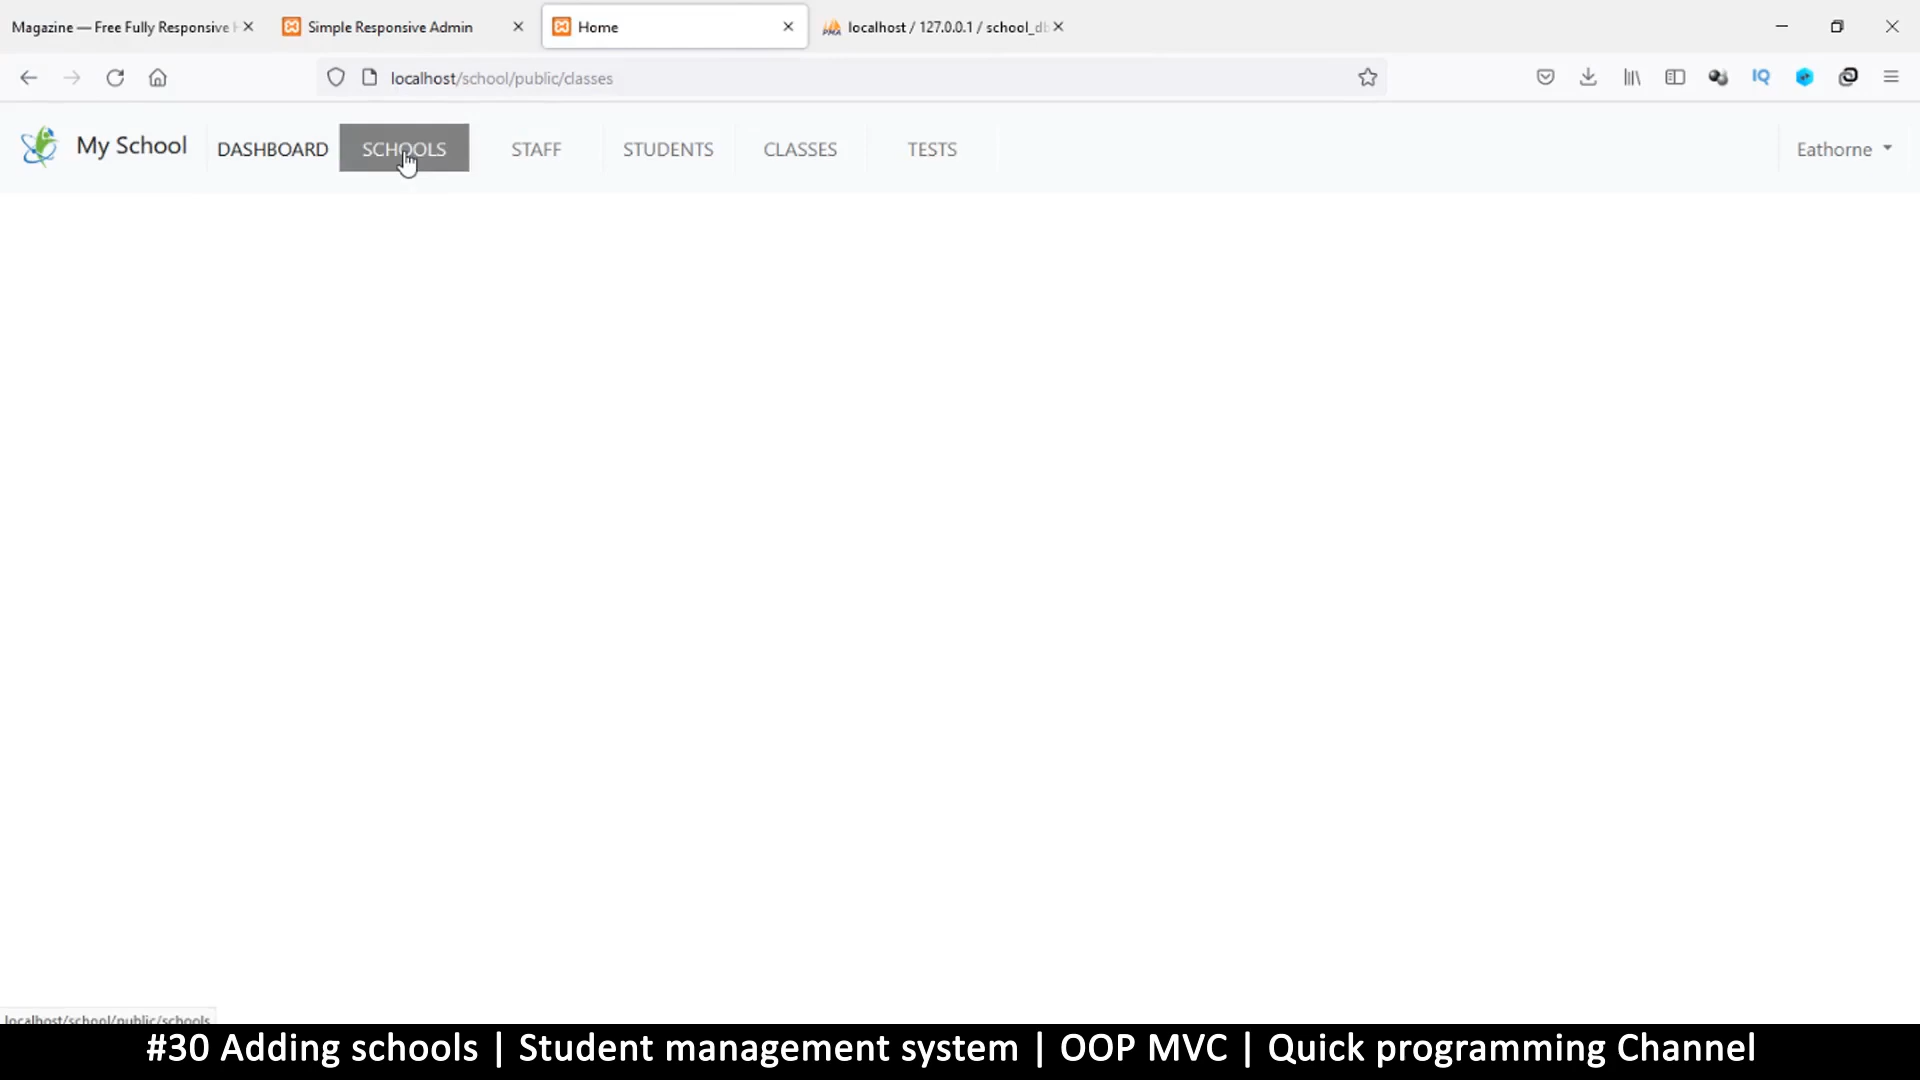 Magazine — Free Fully Responsive
Simple Responsive Admin
Home
localhost / 127.0.0.1 / school_db
localhost/school/public/classes
IQ
My School
DASHBOARD
SCHOOLS
STAFF
STUDENTS
CLASSES
TESTS
Eathorne
localhost/school/public/schools
#30 Adding schools | Student management system | OOP MVC | Quick programming Channel